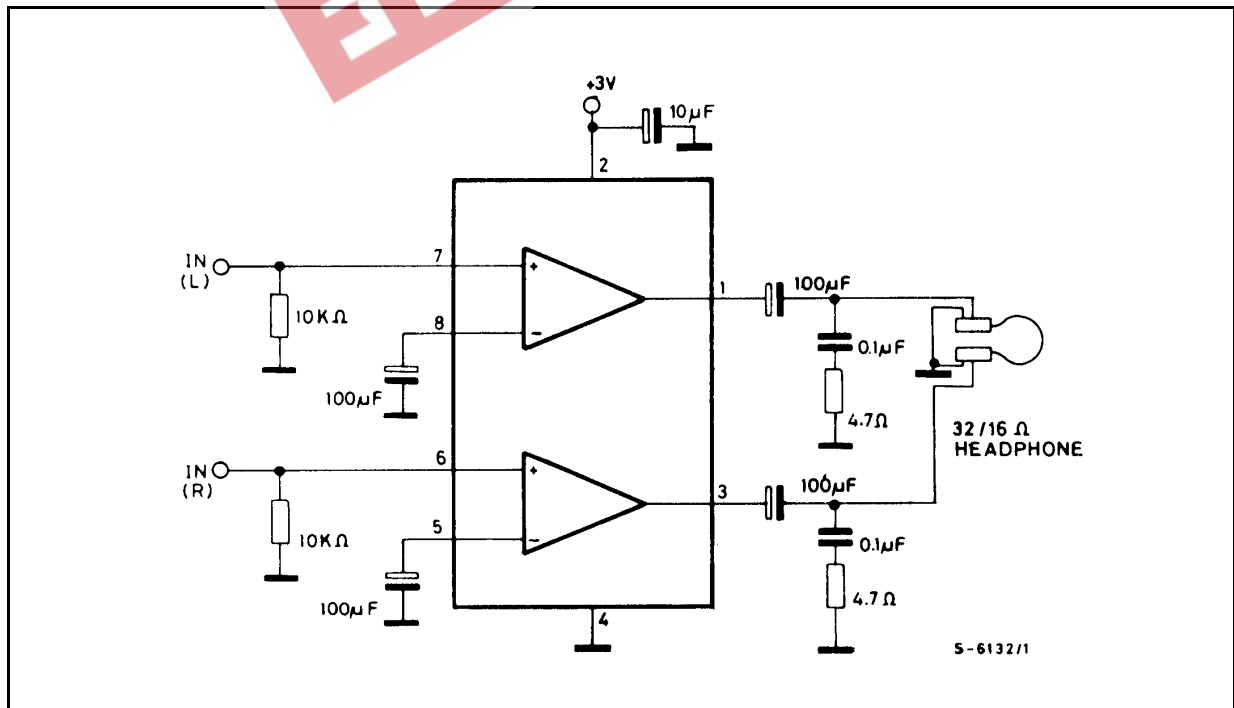 +3V
10µF
2
IN
(L)
7
10KΩ
8
100µF
1
100µF
0.1µF
4.7Ω
32/16 Ω
HEADPHONE
IN
(R)
6
10KΩ
5
100µF
3
100µF
0.1µF
4.7Ω
4
S-6132/1
+
−
+
−